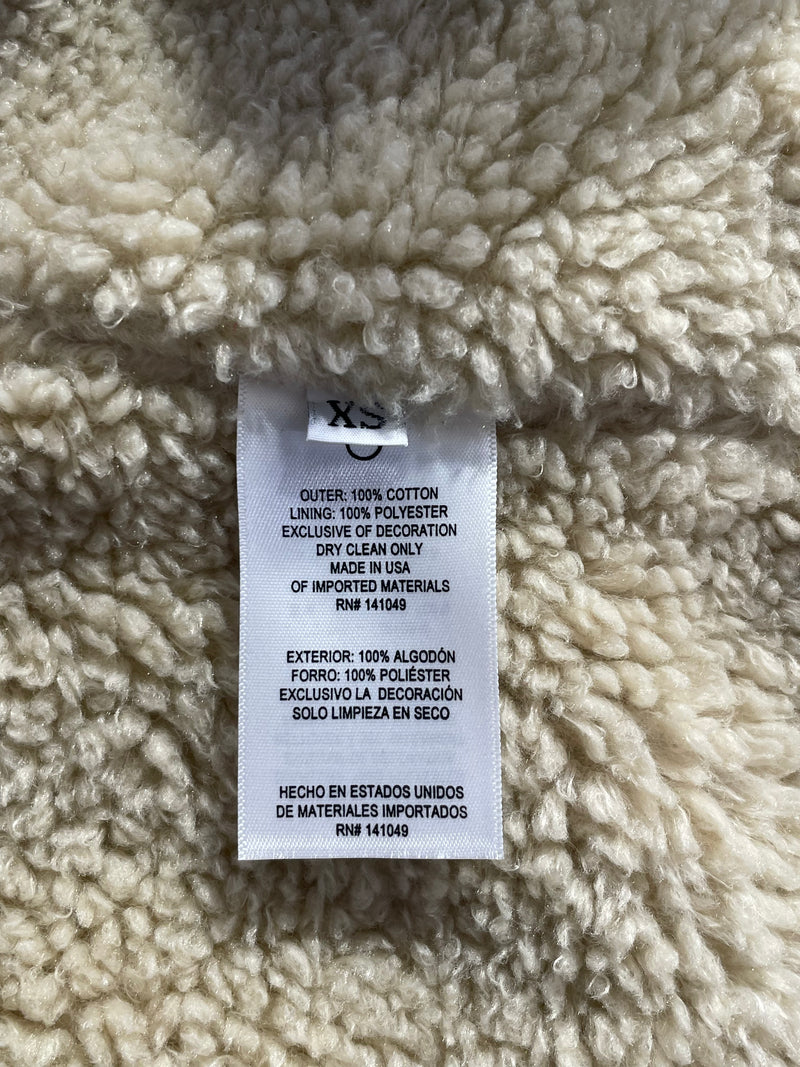 XS
OUTER: 100% COTTON
LINING: 100% POLYESTER
EXCLUSIVE OF DECORATION
DRY CLEAN ONLY
MADE IN USA
OF IMPORTED MATERIALS
RN# 141049
EXTERIOR: 100% ALGODÓN
FORRO: 100% POLIÉSTER
EXCLUSIVO LA DECORACIÓN
SOLO LIMPIEZA EN SECO
HECHO EN ESTADOS UNIDOS
DE MATERIALES IMPORTADOS
RN# 141049